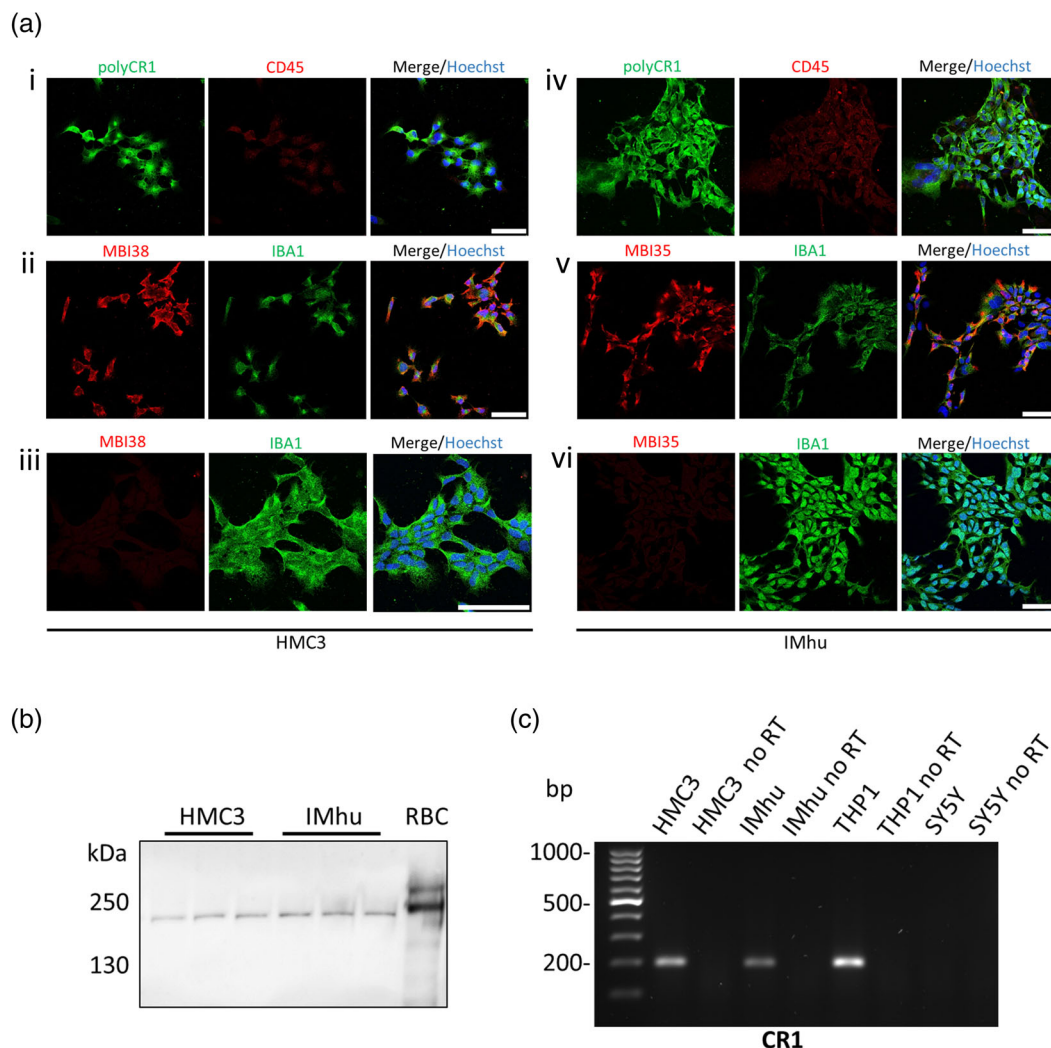 (a)
i
polyCR1
CD45
Merge/Hoechst
iv
polyCR1
CD45
Merge/Hoechst
ii
MBI38
IBA1
Merge/Hoechst
v
MBI35
IBA1
Merge/Hoechst
iii
MBI38
IBA1
Merge/Hoechst
vi
MBI35
IBA1
Merge/Hoechst
HMC3
IMhu
(b)
HMC3
IMhu
RBC
kDa
250
130
(c)
bp
HMC3
HMC3 no RT
IMhu
IMhu no RT
THP1
THP1 no RT
SY5Y
SY5Y no RT
1000-
500-
200-
CR1